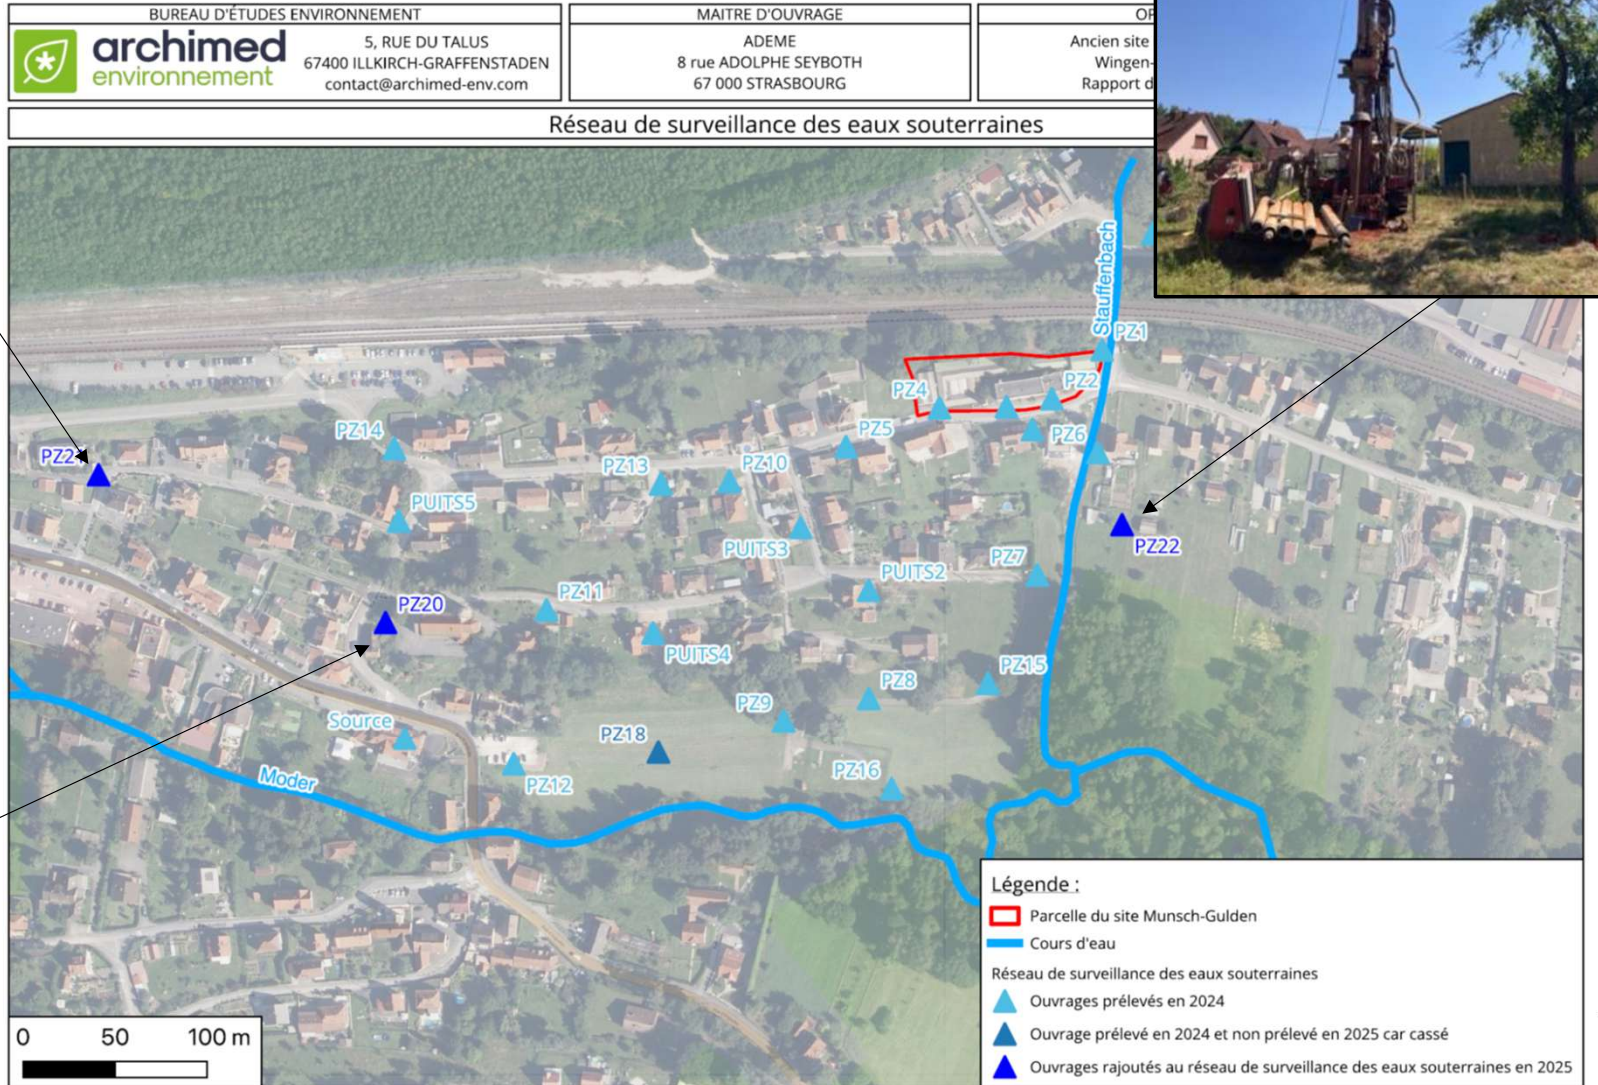 BUREAU D'ÉTUDES ENVIRONNEMENT
archimed
environnement
5, RUE DU TALUS
67400 ILLKIRCH-GRAFFENSTADEN
contact@archimed-env.com
MAITRE D'OUVRAGE
ADEME
8 rue ADOLPHE SEYBOTH
67 000 STRASBOURG
Ancien site
Wingen-
Rapport d
Réseau de surveillance des eaux souterraines
Stauffenbach
PZ1
PZ2
PZ4
PZ5
PZ6
PZ14
PZ13
PZ10
PUITS5
PUITS3
PZ22
PZ7
PUITS2
PZ11
PZ20
PUITS4
PZ15
PZ8
PZ9
Source
PZ18
PZ16
Moder
PZ12
Légende :
Parcelle du site Munsch-Gulden
Cours d'eau
Réseau de surveillance des eaux souterraines
Ouvrages prélevés en 2024
Ouvrage prélevé en 2024 et non prélevé en 2025 car cassé
Ouvrages rajoutés au réseau de surveillance des eaux souterraines en 2025
0 50 100 m